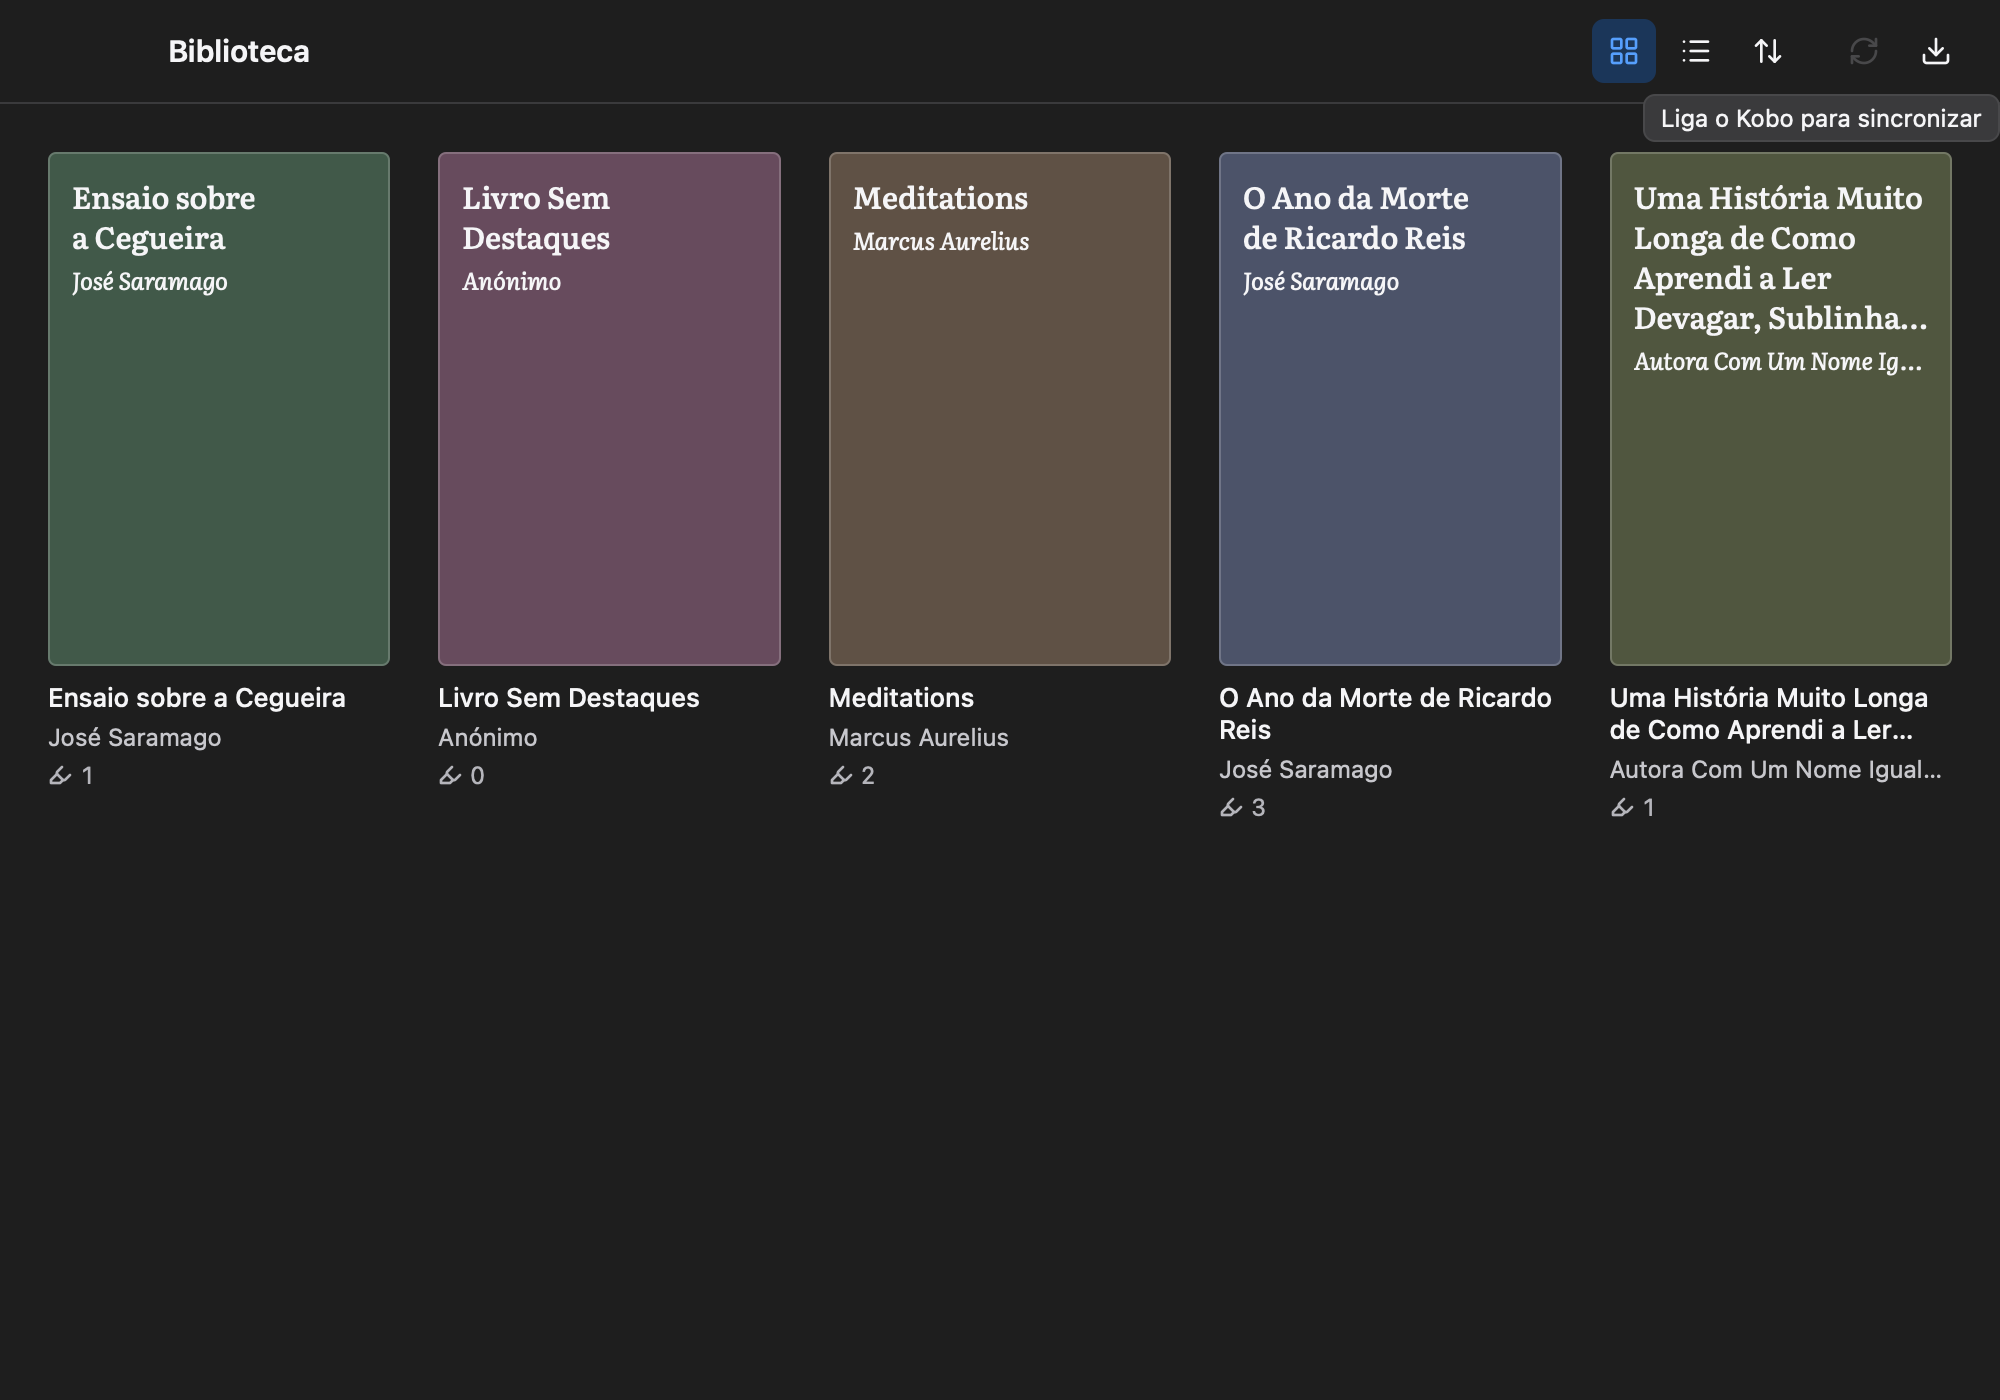 Biblioteca
Liga o Kobo para sincronizar
Ensaio sobre
a Cegueira
José Saramago
Livro Sem
Destaques
Anónimo
Meditations
Marcus Aurelius
O Ano da Morte
de Ricardo Reis
José Saramago
Uma História Muito
Longa de Como
Aprendi a Ler
Devagar, Sublinha...
Autora Com Um Nome Ig...
Ensaio sobre a Cegueira
José Saramago
1
Livro Sem Destaques
Anónimo
0
Meditations
Marcus Aurelius
2
O Ano da Morte de Ricardo
Reis
José Saramago
3
Uma História Muito Longa
de Como Aprendi a Ler...
Autora Com Um Nome Igual...
1